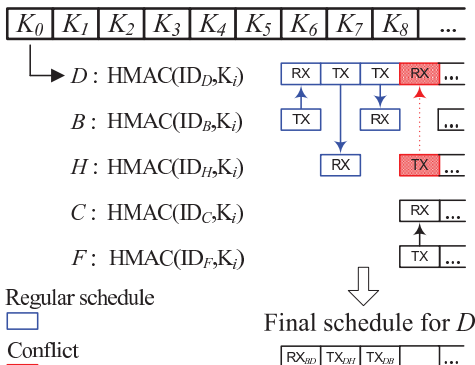 K0 K1 K2 K3 K4 K5 K6 K7 K8 ...
D : HMAC(IDD,Ki) RX TX TX RX ...
B : HMAC(IDB,Ki) TX RX ...
H : HMAC(IDH,Ki) RX TX ...
C : HMAC(IDC,Ki) RX ...
F : HMAC(IDF,Ki) TX ...
Regular schedule
Final schedule for D
Conflict
RXBD TXDH TXDB ...